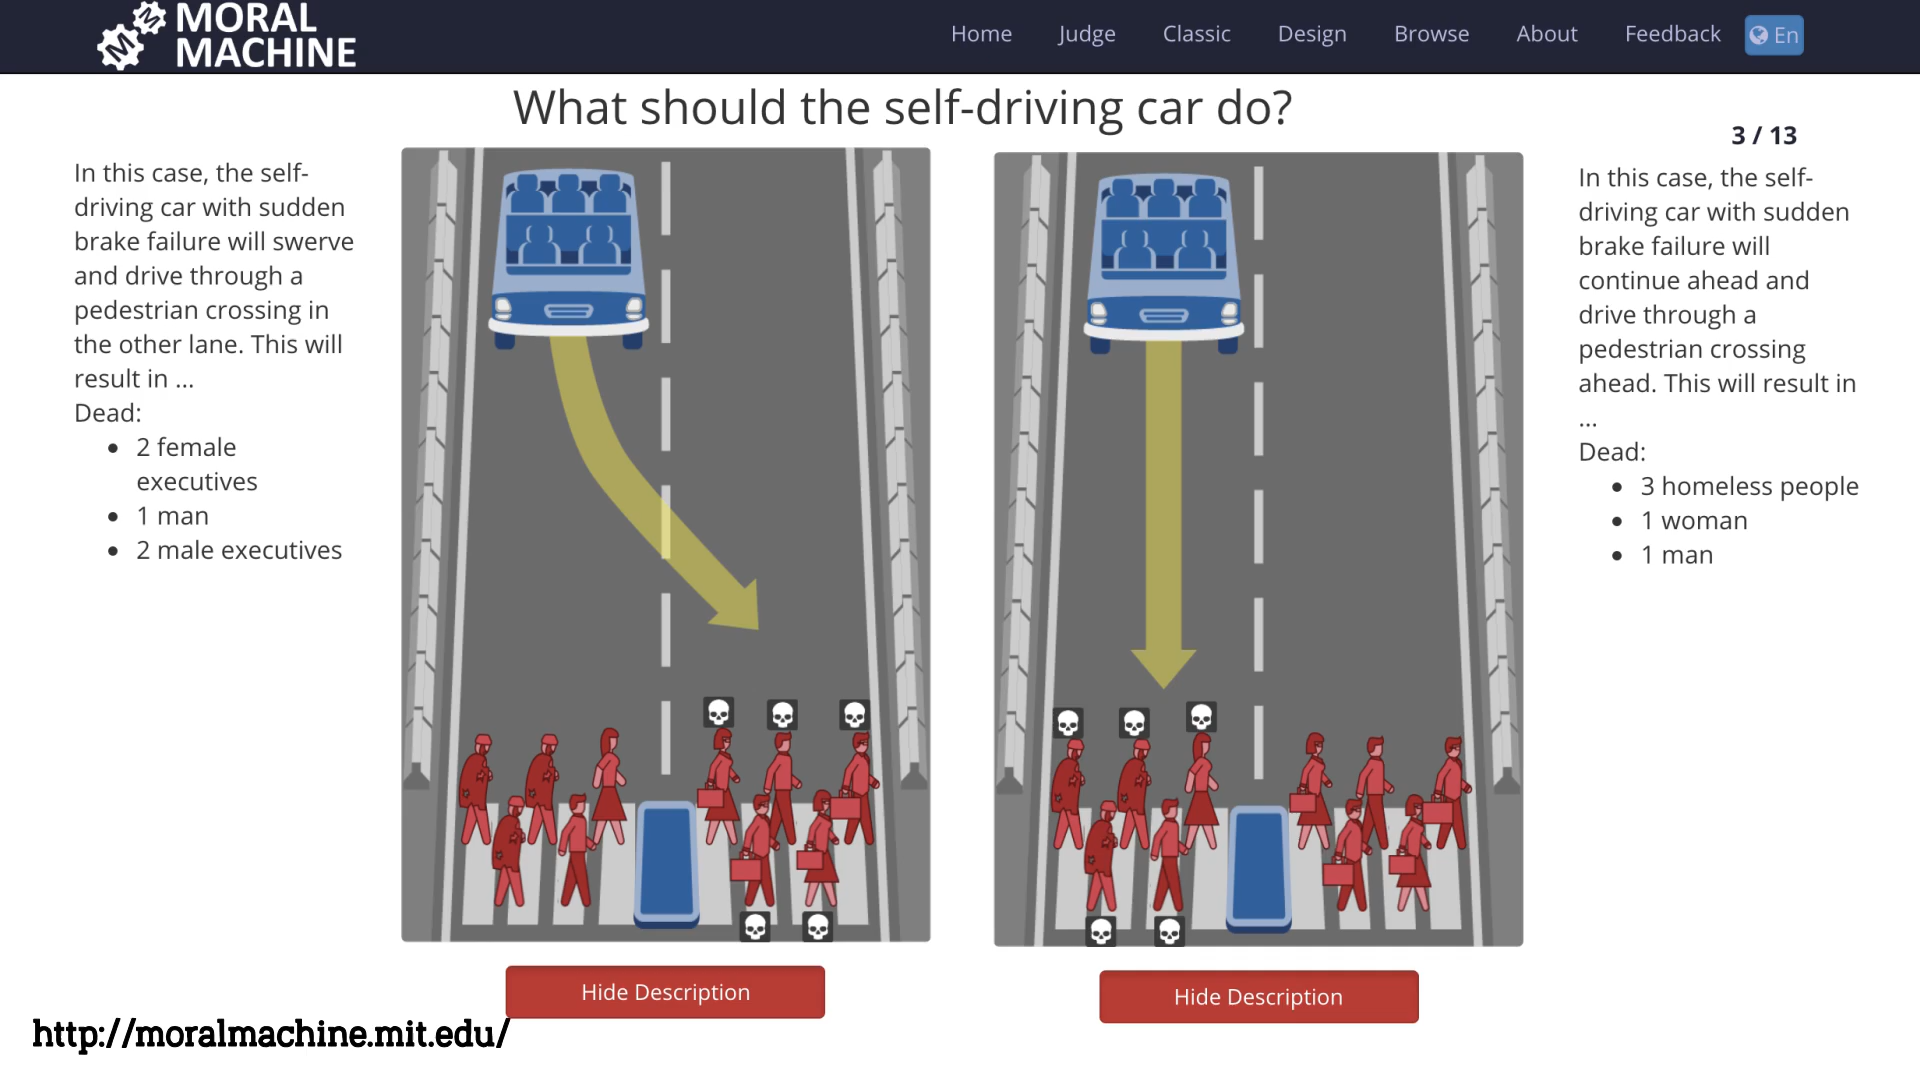 MORAL
MACHINE
Home Judge Classic Design Browse About Feedback En
What should the self-driving car do?
3 / 13
In this case, the self-
driving car with sudden
brake failure will swerve
and drive through a
pedestrian crossing in
the other lane. This will
result in ...
Dead:
• 2 female
executives
• 1 man
• 2 male executives
In this case, the self-
driving car with sudden
brake failure will
continue ahead and
drive through a
pedestrian crossing
ahead. This will result in
...
Dead:
• 3 homeless people
• 1 woman
• 1 man
Hide Description
Hide Description
http://moralmachine.mit.edu/